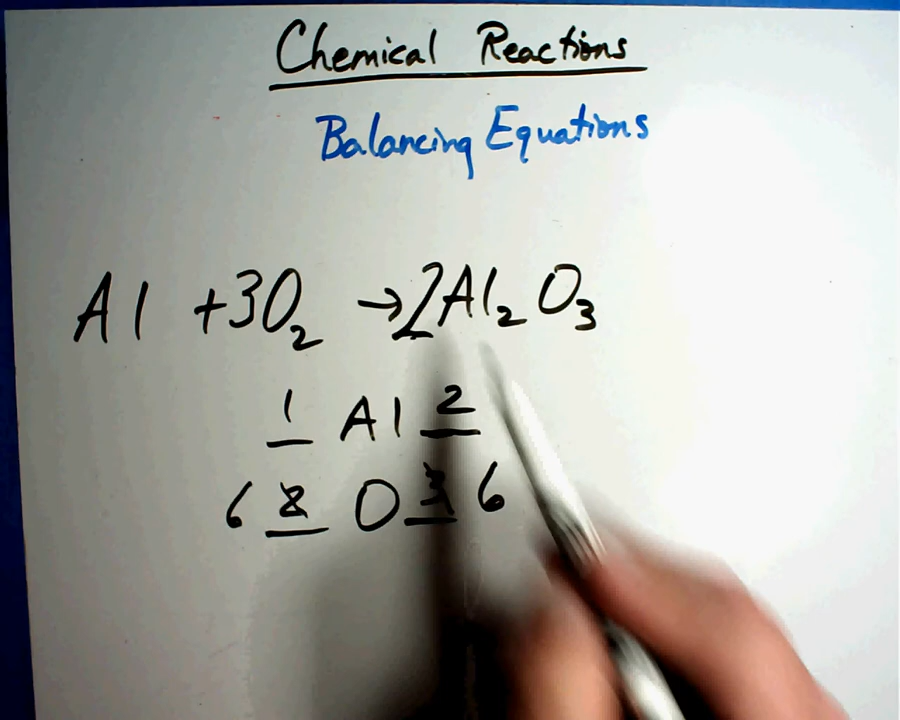 Chemical Reactions
Balancing Equations
Al + 3O₂ → 2Al₂O₃
1 Al 2
6 2 O 3 6